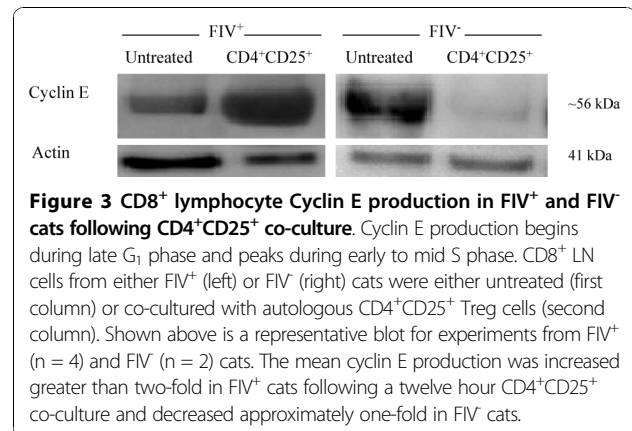 FIV⁺ FIV⁻
Untreated CD4⁺CD25⁺ Untreated CD4⁺CD25⁺
Cyclin E ~56 kDa
Actin 41 kDa
Figure 3 CD8⁺ lymphocyte Cyclin E production in FIV⁺ and FIV⁻
cats following CD4⁺CD25⁺ co-culture. Cyclin E production begins
during late G₁ phase and peaks during early to mid S phase. CD8⁺ LN
cells from either FIV⁺ (left) or FIV⁻ (right) cats were either untreated (first
column) or co-cultured with autologous CD4⁺CD25⁺ Treg cells (second
column). Shown above is a representative blot for experiments from FIV⁺
(n = 4) and FIV⁻ (n = 2) cats. The mean cyclin E production was increased
greater than two-fold in FIV⁺ cats following a twelve hour CD4⁺CD25⁺
co-culture and decreased approximately one-fold in FIV⁻ cats.